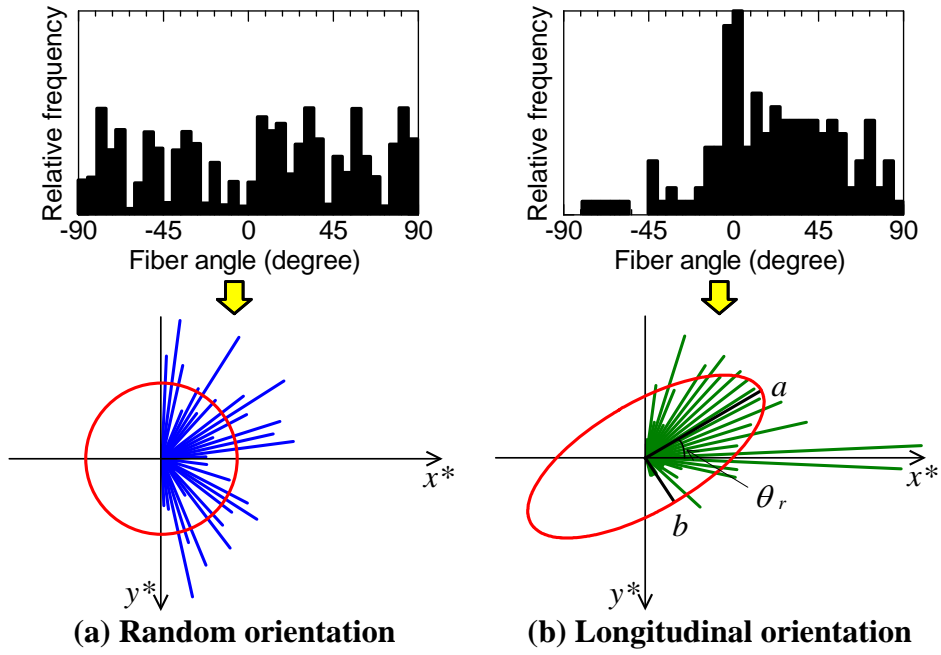 Relative frequency
-90 -45 0 45 90
Fiber angle (degree)
x*
y*
(a) Random orientation
Relative frequency
-90 -45 0 45 90
Fiber angle (degree)
a
x*
θr
b
y*
(b) Longitudinal orientation